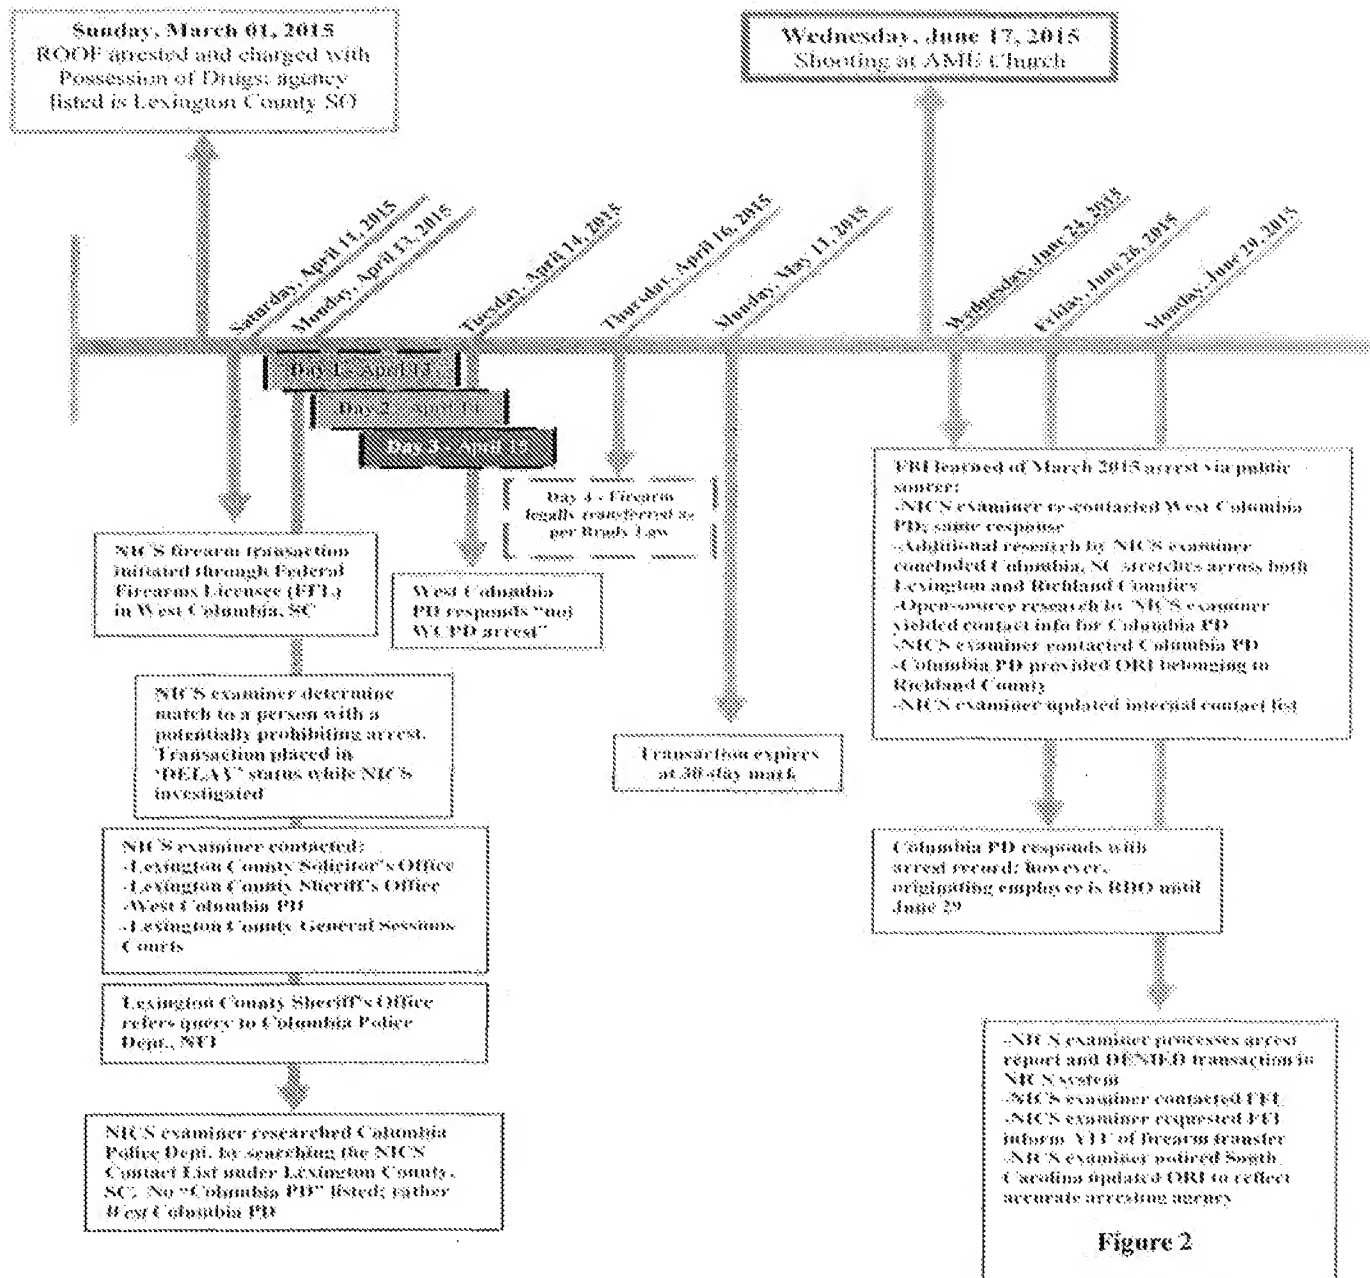 Sunday, March 01, 2015
ROOF arrested and charged with
Possession of Drugs; agency
listed is Lexington County SO
Wednesday, June 17, 2015
Shooting at AME Church
Saturday, April 11, 2015
Monday, April 13, 2015
Tuesday, April 14, 2015
Thursday, April 16, 2015
Monday, May 11, 2015
Wednesday, June 24, 2015
Friday, June 26, 2015
Monday, June 29, 2015
Day 1 - April 13
Day 2 - April 14
Day 3 - April 15
Day 4 - Firearm
legally transferred as
per Brady Law
NICS firearm transaction
initiated through Federal
Firearms Licensee (FFL)
in West Columbia, SC
West Columbia
PD responds "no
WCPD arrest"
NICS examiner determine
match to a person with a
potentially prohibiting arrest.
Transaction placed in
"DELAY" status while NICS
investigated
Transaction expires
at 30-day mark
NICS examiner contacted:
-Lexington County Solicitor's Office
-Lexington County Sheriff's Office
-West Columbia PD
-Lexington County General Sessions
Courts
Lexington County Sheriff's Office
refers query to Columbia Police
Dept., NFI
NICS examiner researched Columbia
Police Dept. by searching the NICS
Contact List under Lexington County,
SC. No "Columbia PD" listed; rather
West Columbia PD
FBI learned of March 2015 arrest via public
source:
-NICS examiner re-contacted West Columbia
PD; same response
-Additional research by NICS examiner
concluded Columbia, SC stretches across both
Lexington and Richland Counties
-Open-source research by NICS examiner
yielded contact info for Columbia PD
-NICS examiner contacted Columbia PD
-Columbia PD provided ORI belonging to
Richland County
-NICS examiner updated internal contact list
Columbia PD responds with
arrest record; however,
originating employee is RDO until
June 29
-NICS examiner processes arrest
report and DENIED transaction in
NICS system
-NICS examiner contacted FFL
-NICS examiner requested FFL
inform ATF of firearm transfer
-NICS examiner South
Carolina updated ORI to reflect
accurate arresting agency
Figure 2